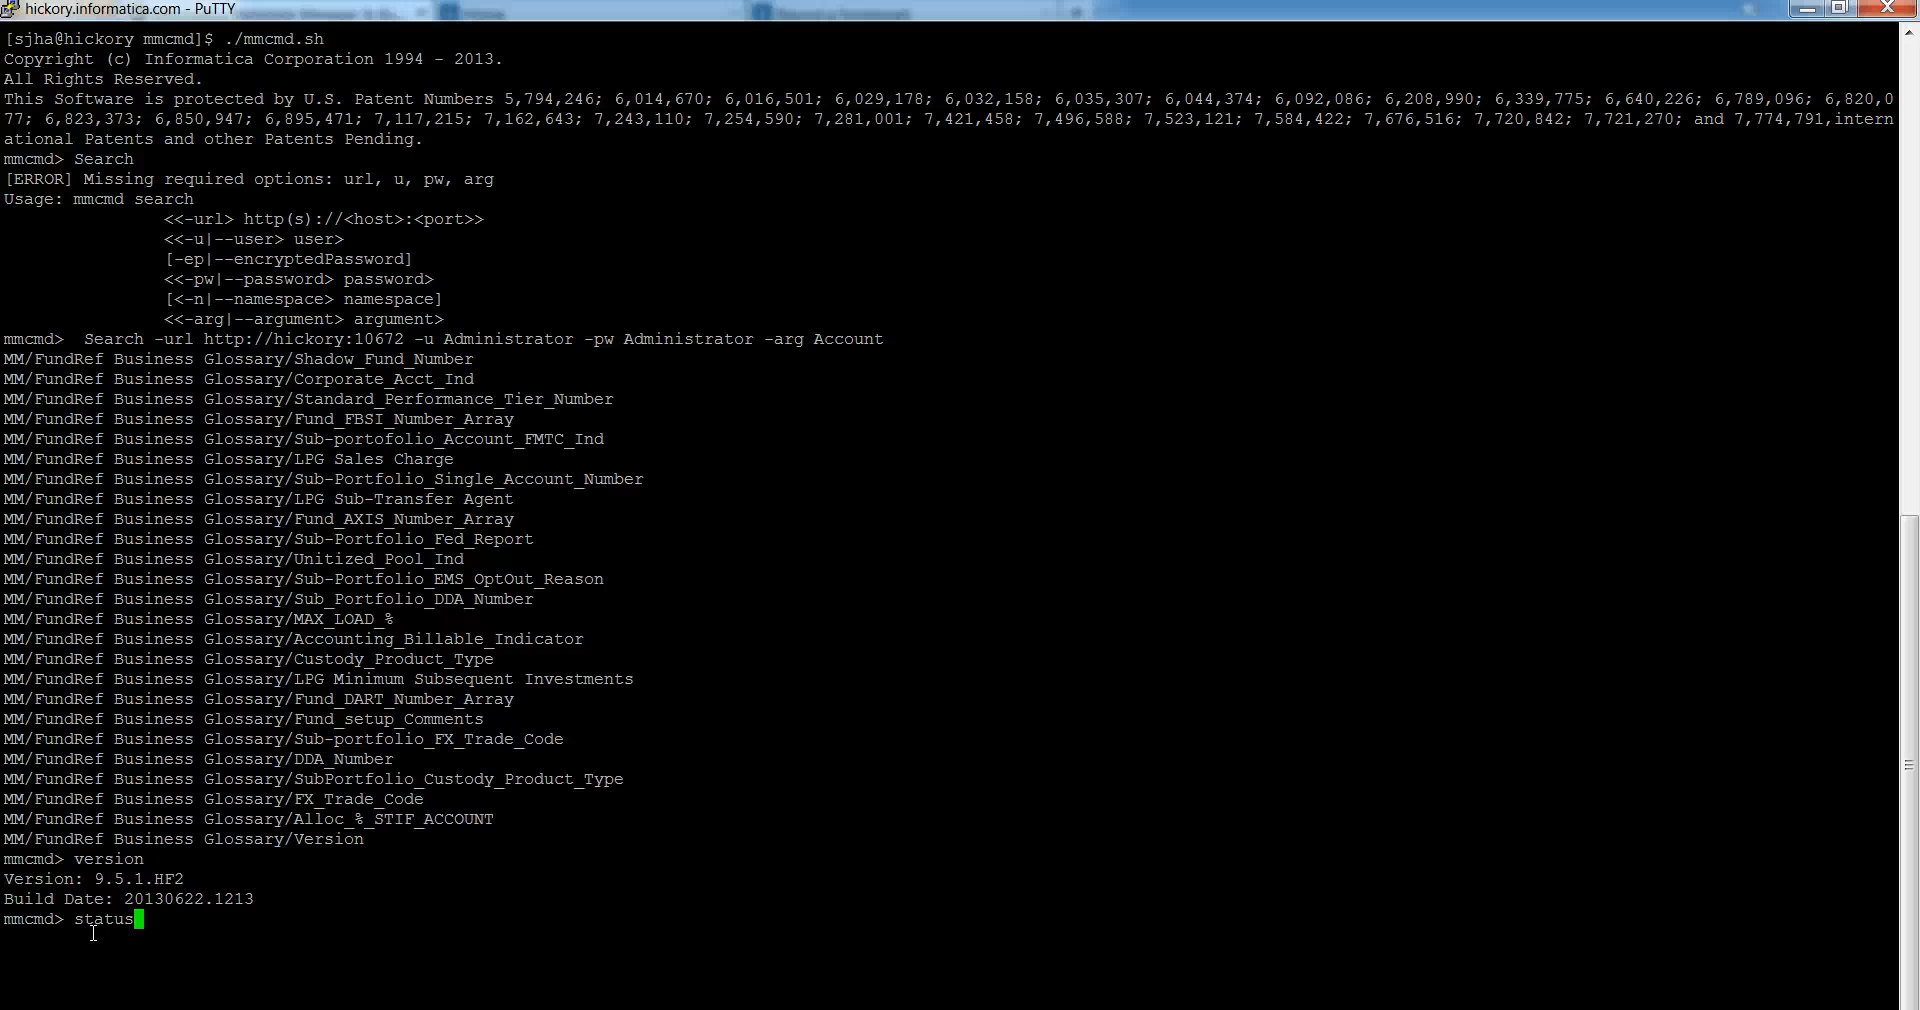 hickory.informatica.com - PuTTY
[sjha@hickory mmcmd]$ ./mmcmd.sh
Copyright (c) Informatica Corporation 1994 - 2013.
All Rights Reserved.
This Software is protected by U.S. Patent Numbers 5,794,246; 6,014,670; 6,016,501; 6,029,178; 6,032,158; 6,035,307; 6,044,374; 6,092,086; 6,208,990; 6,339,775; 6,640,226; 6,789,096; 6,820,0
77; 6,823,373; 6,850,947; 6,895,471; 7,117,215; 7,162,643; 7,243,110; 7,254,590; 7,281,001; 7,421,458; 7,496,588; 7,523,121; 7,584,422; 7,676,516; 7,720,842; 7,721,270; and 7,774,791,intern
ational Patents and other Patents Pending.
mmcmd> Search
[ERROR] Missing required options: url, u, pw, arg
Usage: mmcmd search
<<-url> http(s)://<host>:<port>>
<<-u|--user> user>
[-ep|--encryptedPassword]
<<-pw|--password> password>
[<-n|--namespace> namespace]
<<-arg|--argument> argument>
mmcmd>  Search -url http://hickory:10672 -u Administrator -pw Administrator -arg Account
MM/FundRef Business Glossary/Shadow_Fund_Number
MM/FundRef Business Glossary/Corporate_Acct_Ind
MM/FundRef Business Glossary/Standard_Performance_Tier_Number
MM/FundRef Business Glossary/Fund_FBSI_Number_Array
MM/FundRef Business Glossary/Sub-portofolio_Account_FMTC_Ind
MM/FundRef Business Glossary/LPG Sales Charge
MM/FundRef Business Glossary/Sub-Portfolio_Single_Account_Number
MM/FundRef Business Glossary/LPG Sub-Transfer Agent
MM/FundRef Business Glossary/Fund_AXIS_Number_Array
MM/FundRef Business Glossary/Sub-Portfolio_Fed_Report
MM/FundRef Business Glossary/Unitized_Pool_Ind
MM/FundRef Business Glossary/Sub-Portfolio_EMS_OptOut_Reason
MM/FundRef Business Glossary/Sub_Portfolio_DDA_Number
MM/FundRef Business Glossary/MAX_LOAD_%
MM/FundRef Business Glossary/Accounting_Billable_Indicator
MM/FundRef Business Glossary/Custody_Product_Type
MM/FundRef Business Glossary/LPG Minimum Subsequent Investments
MM/FundRef Business Glossary/Fund_DART_Number_Array
MM/FundRef Business Glossary/Fund_setup_Comments
MM/FundRef Business Glossary/Sub-portfolio_FX_Trade_Code
MM/FundRef Business Glossary/DDA_Number
MM/FundRef Business Glossary/SubPortfolio_Custody_Product_Type
MM/FundRef Business Glossary/FX_Trade_Code
MM/FundRef Business Glossary/Alloc_%_STIF_ACCOUNT
MM/FundRef Business Glossary/Version
mmcmd> version
Version: 9.5.1.HF2
Build Date: 20130622.1213
mmcmd> status